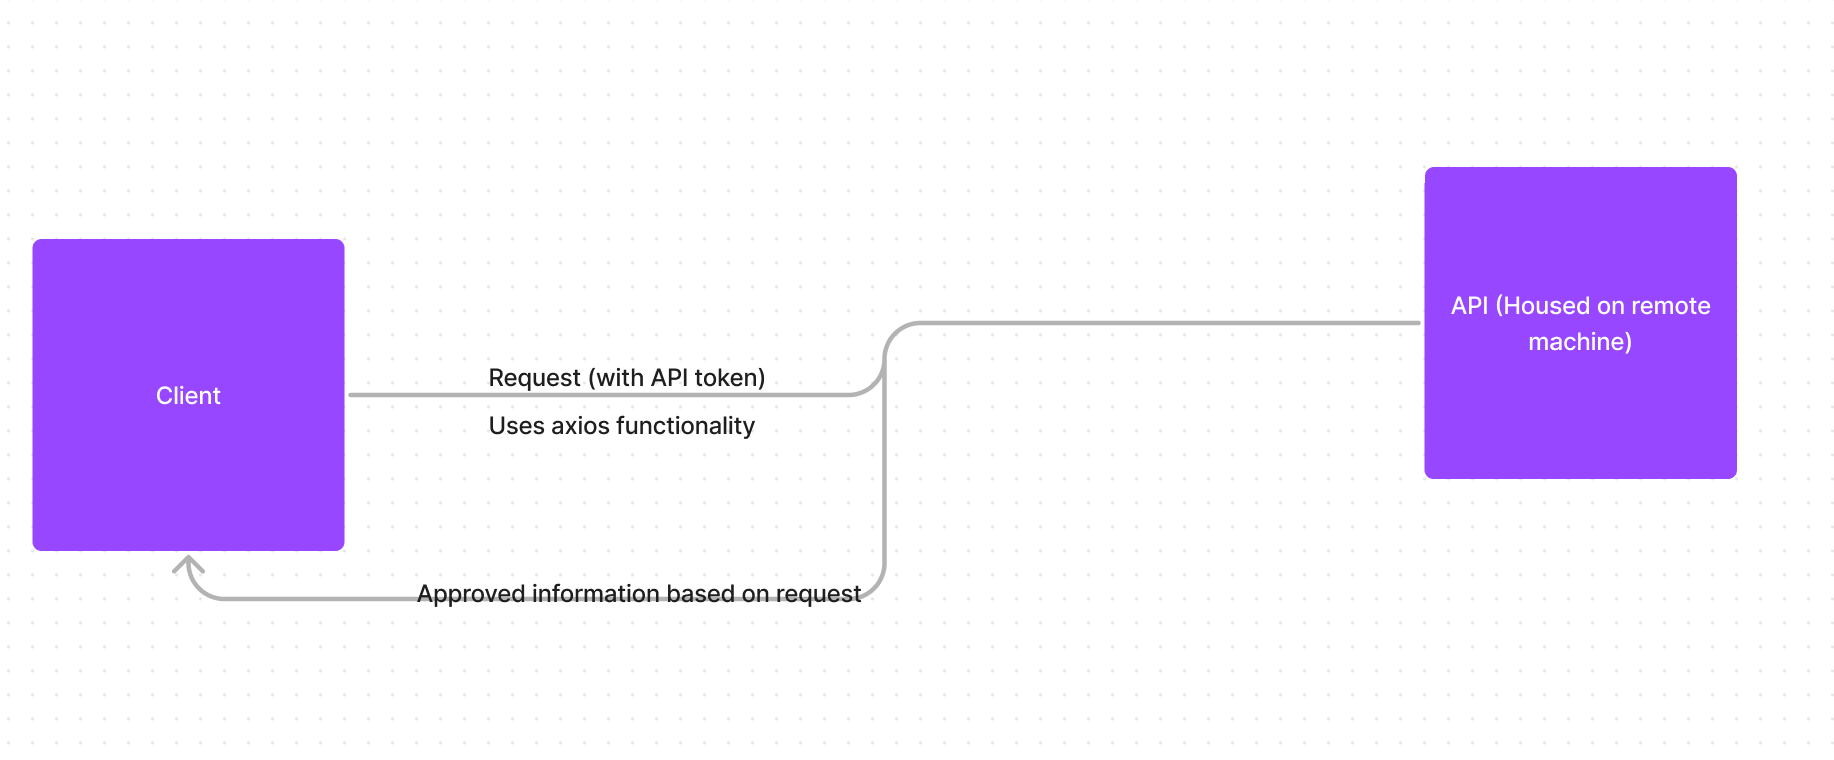 API (Housed on remote
machine)
Request (with API token)
Client
Uses axios functionality
Approved information based on request